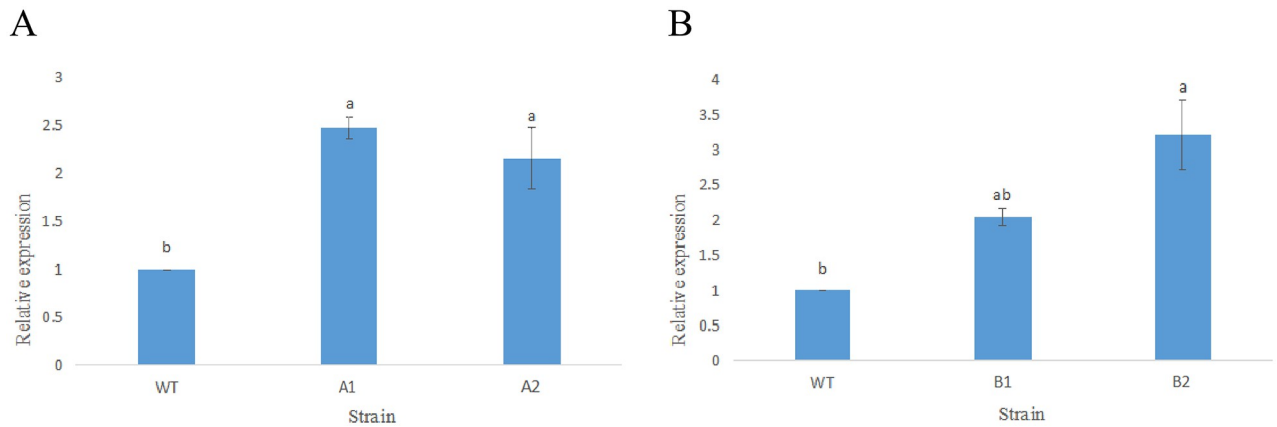 A
Relative expression
3
2.5
2
1.5
1
0.5
0
b
a
a
WT A1 A2
Strain
B
Relative expression
4
3.5
3
2.5
2
1.5
1
0.5
0
b
ab
a
WT B1 B2
Strain